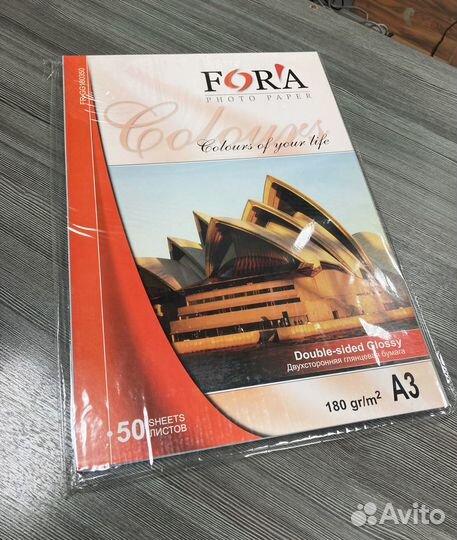 FORA
PHOTO PAPER
Colours
Colours of your life
Double-sided Glossy
Двухсторонняя глянцевая бумага
180 gr/m²
A3
50
SHEETS
ЛИСТОВ
Avito